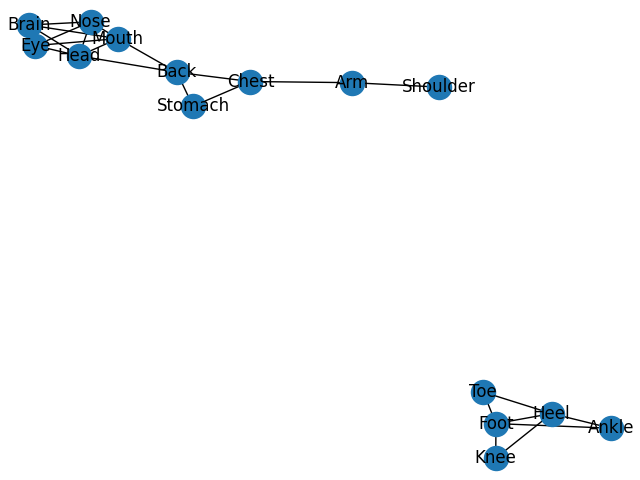 Brain
Nose
Eye
Mouth
Head
Back
Chest
Arm
Shoulder
Stomach
Toe
Heel
Foot
Ankle
Knee